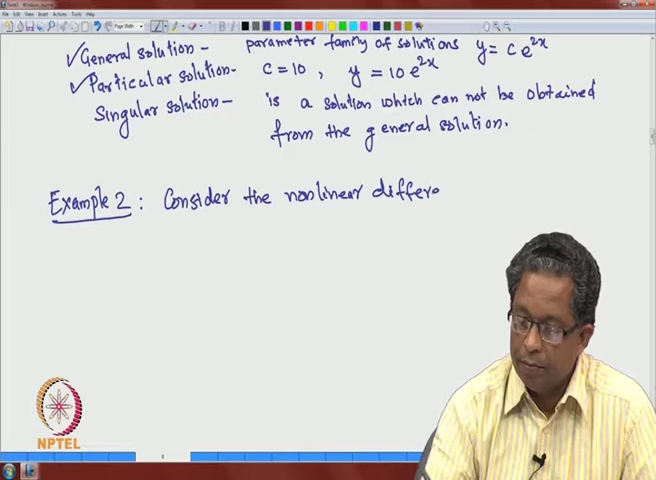 General solution - parameter family of solutions y = c e^2x
Particular solution - c = 10 , y = 10 e^2x
Singular solution - is a solution which can not be obtained
from the general solution.
Example 2 : Consider the nonlinear differe
NPTEL